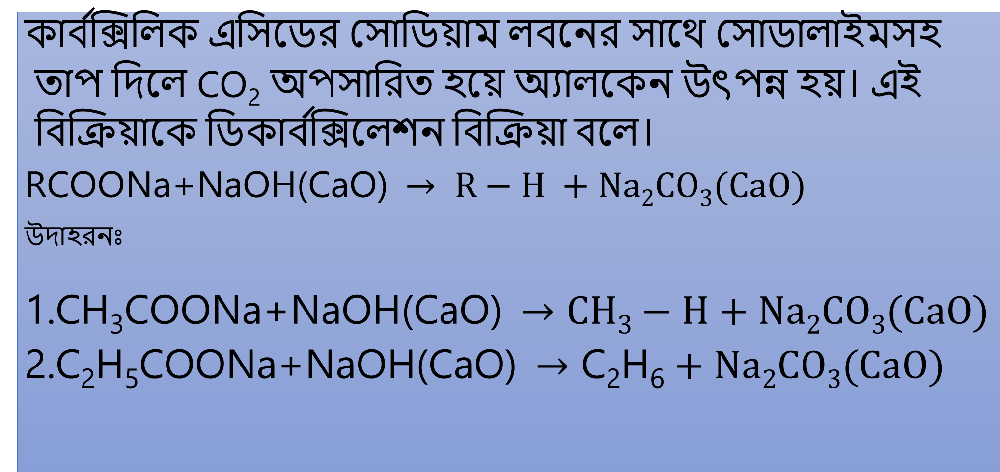 কার্বক্সিলিক এসিডের সোডিয়াম লবনের সাথে সোডালাইমসহ
তাপ দিলে CO₂ অপসারিত হয়ে অ্যালকেন উৎপন্ন হয়। এই
বিক্রিয়াকে ডিকার্বক্সিলেশন বিক্রিয়া বলে।
RCOONa+NaOH(CaO) → R − H + Na₂CO₃(CaO)
উদাহরনঃ
1.CH₃COONa+NaOH(CaO) → CH₃ − H + Na₂CO₃(CaO)
2.C₂H₅COONa+NaOH(CaO) → C₂H₆ + Na₂CO₃(CaO)